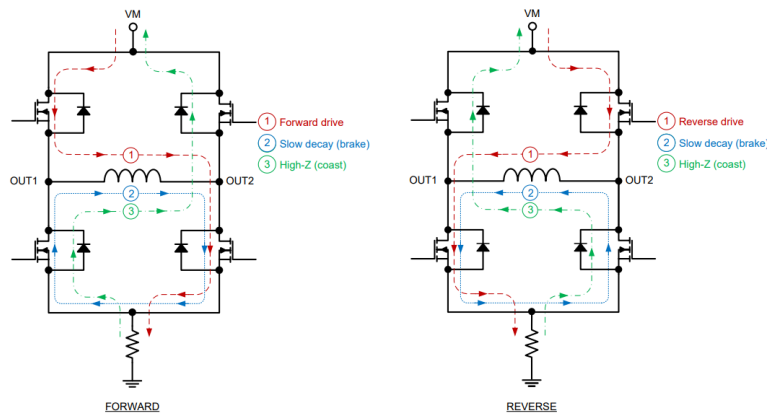 VM
1 Forward drive
2 Slow decay (brake)
3 High-Z (coast)
1
OUT1
OUT2
2
3
FORWARD
VM
1 Reverse drive
2 Slow decay (brake)
3 High-Z (coast)
1
OUT1
OUT2
2
3
REVERSE